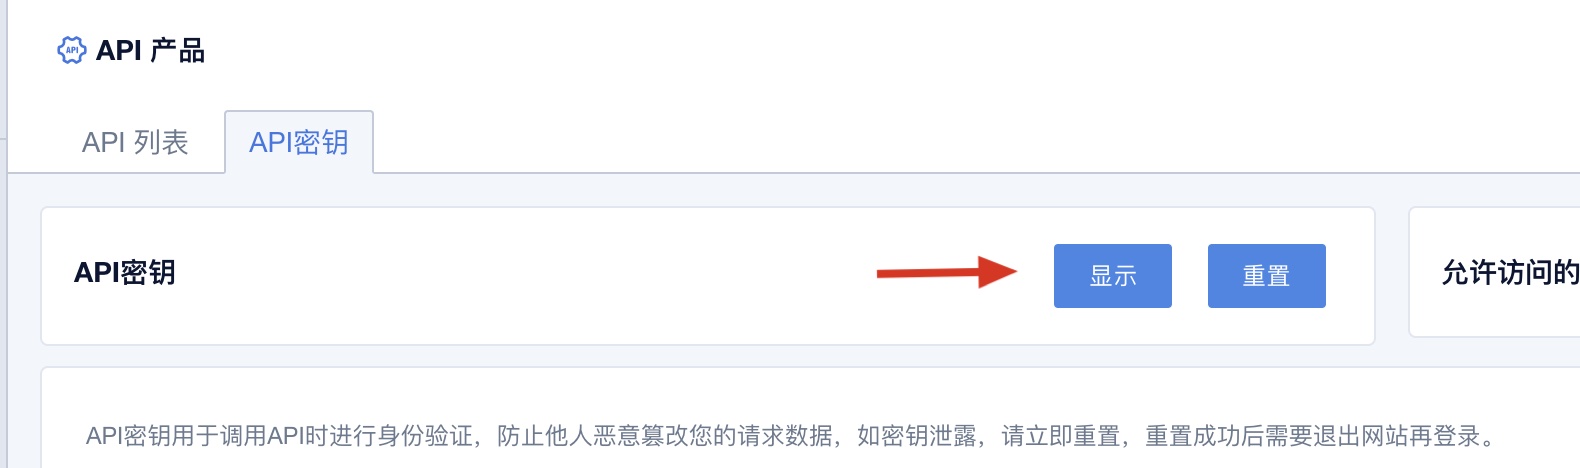 API 产品
API 列表
API密钥
API密钥
显示
重置
允许访问的
API密钥用于调用API时进行身份验证，防止他人恶意篡改您的请求数据，如密钥泄露，请立即重置，重置成功后需要退出网站再登录。